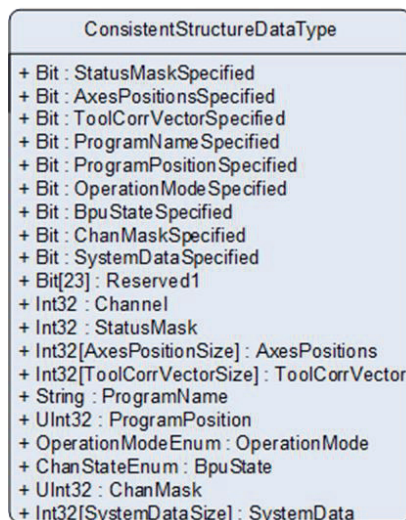 ConsistentStructureDataType
+ Bit : StatusMaskSpecified
+ Bit : AxesPositionsSpecified
+ Bit : ToolCorrVectorSpecified
+ Bit : ProgramNameSpecified
+ Bit : ProgramPositionSpecified
+ Bit : OperationModeSpecified
+ Bit : BpuStateSpecified
+ Bit : ChanMaskSpecified
+ Bit : SystemDataSpecified
+ Bit[23] : Reserved1
+ Int32 : Channel
+ Int32 : StatusMask
+ Int32[AxesPositionSize] : AxesPositions
+ Int32[ToolCorrVectorSize] : ToolCorrVector
+ String : ProgramName
+ UInt32 : ProgramPosition
+ OperationModeEnum : OperationMode
+ ChanStateEnum : BpuState
+ UInt32 : ChanMask
+ Int32[SystemDataSize] : SystemData